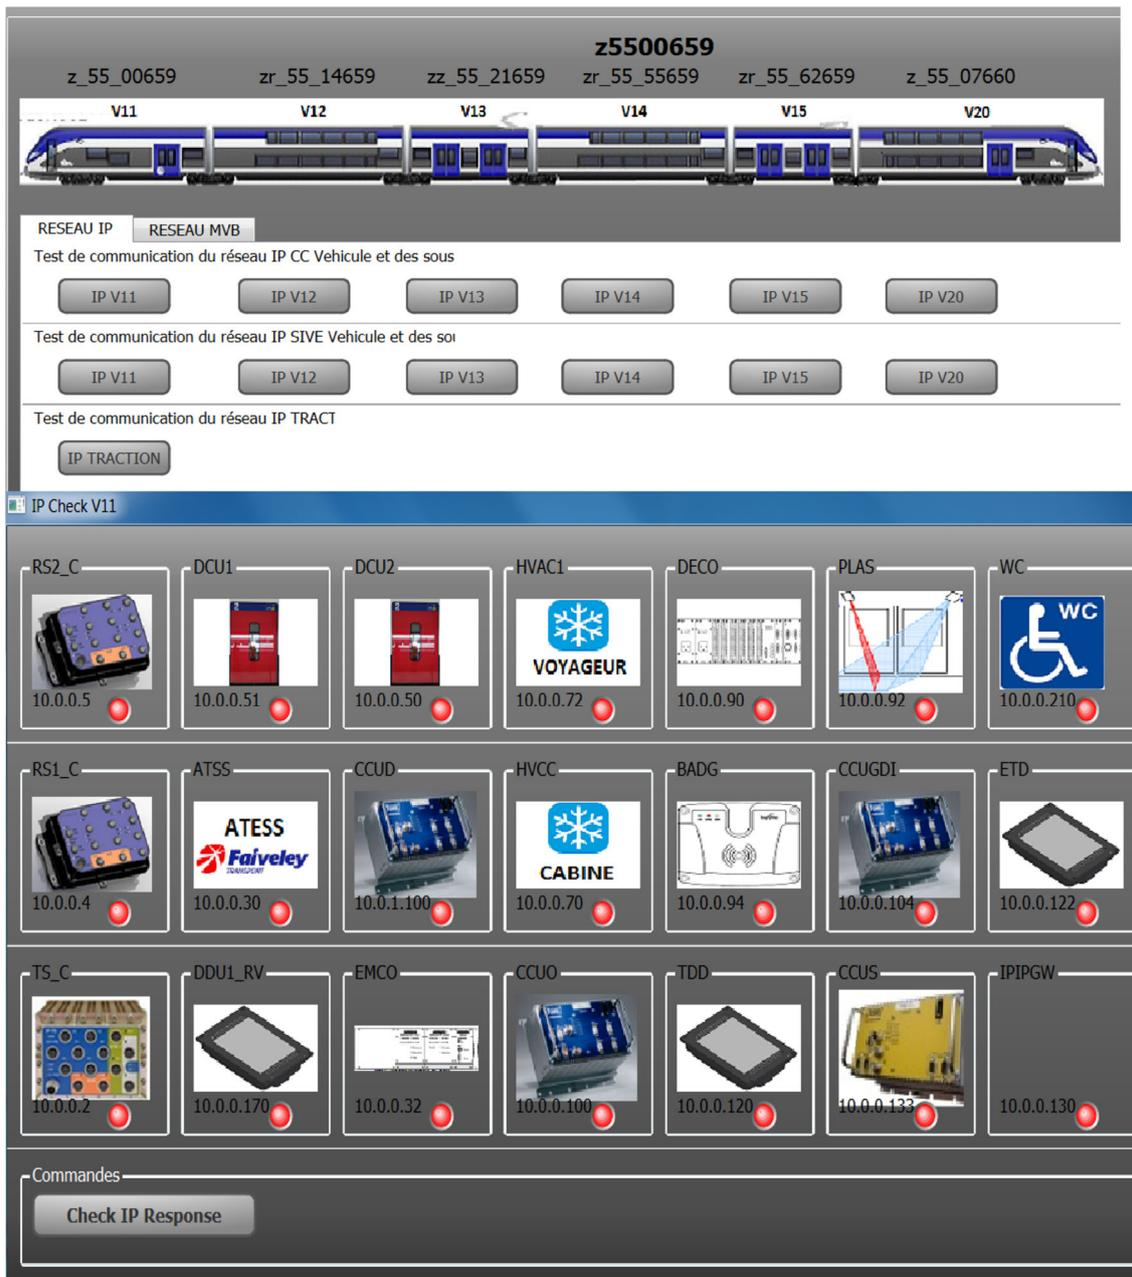 z5500659
z_55_00659 zr_55_14659 zz_55_21659 zr_55_55659 zr_55_62659 z_55_07660
V11 V12 V13 V14 V15 V20
RESEAU IP RESEAU MVB
Test de communication du réseau IP CC Vehicule et des sous
IP V11 IP V12 IP V13 IP V14 IP V15 IP V20
Test de communication du réseau IP SIVE Vehicule et des sou
IP V11 IP V12 IP V13 IP V14 IP V15 IP V20
Test de communication du réseau IP TRACT
IP TRACTION
IP Check V11
RS2_C DCU1 DCU2 HVAC1 DECO PLAS WC
VOYAGEUR WC
10.0.0.5 10.0.0.51 10.0.0.50 10.0.0.72 10.0.0.90 10.0.0.92 10.0.0.210
RS1_C ATSS CCUD HVCC BADG CCUGDI ETD
ATESS
Faiveley
TRANSPORT
CABINE
10.0.0.4 10.0.0.30 10.0.1.100 10.0.0.70 10.0.0.94 10.0.0.104 10.0.0.122
TS_C DDU1_RV EMCO CCUO TDD CCUS IPIPGW
10.0.0.2 10.0.0.170 10.0.0.32 10.0.0.100 10.0.0.120 10.0.0.133 10.0.0.130
Commandes
Check IP Response